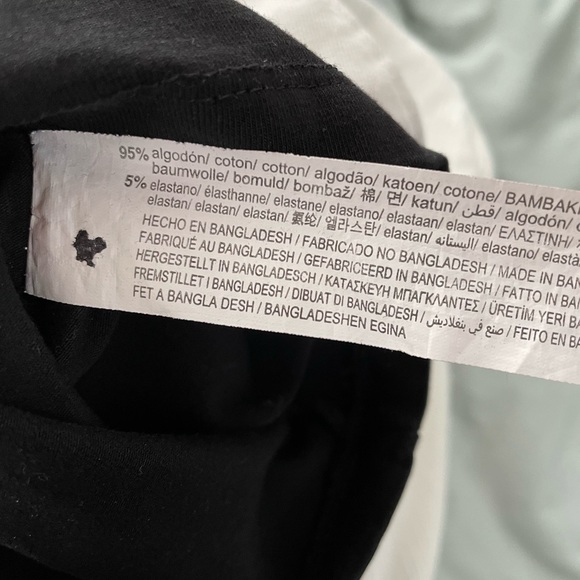 95% algodón/ coton/ cotton/ algodão/ katoen/ cotone/ BAMBAKI
baumwolle/ bomuld/ bombaž/ 棉/ 면/ katun/ قطن/ algodón/
5% elastano/ élasthanne/ elastane/ elastano/ elastaan/ elastan/ ΕΛΑΣΤΙΝΗ/
elastan/ elastan/ elastan/ 氨纶/ 엘라스탄/ elastan/ الیستانه/ elastano/
HECHO EN BANGLADESH / FABRICADO NO BANGLADESH / MADE IN BAN
FABRIQUÉ AU BANGLADESH / GEFABRICEERD IN BANGLADESH / FATTO IN BAN
HERGESTELLT IN BANGLADESCH / ΚΑΤΑΣΚΕΥΗ ΜΠΑΓΚΛΑΝΤΕΣ / ÜRETİM YERİ BA
FREMSTILLET I BANGLADESH / DIBUAT DI BANGLADESH / صنع في بنغلاديش / FEITO EN BA
FET A BANGLA DESH / BANGLADESHEN EGINA